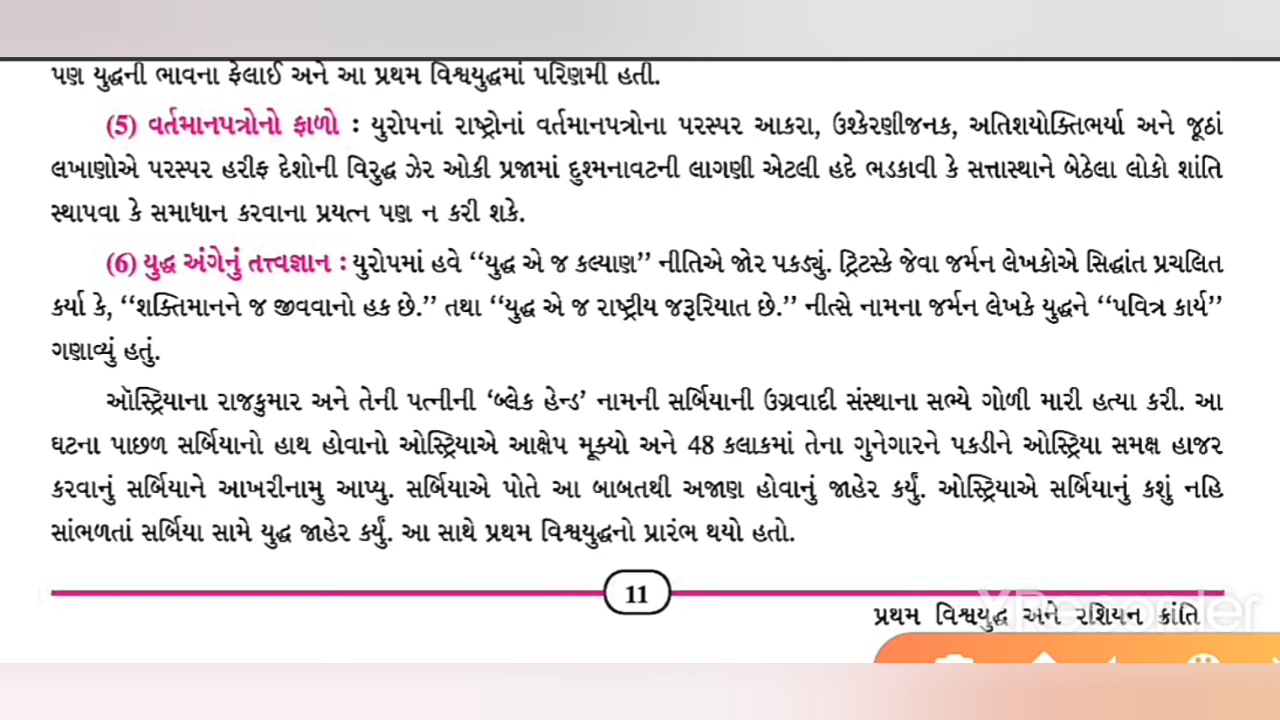 પણ યુદ્ધની ભાવના ફેલાઈ અને આ પ્રથમ વિશ્વયુદ્ધમાં પરિણમી હતી.
(5) વર્તમાનપત્રોનો ફાળો : યુરોપનાં રાષ્ટ્રોનાં વર્તમાનપત્રોના પરસ્પર આકરા, ઉશ્કેરણીજનક, અતિશયોક્તિભર્યા અને જૂઠાં
લખાણોએ પરસ્પર હરીફ દેશોની વિરુદ્ધ ઝેર ઓકી પ્રજામાં દુશ્મનાવટની લાગણી એટલી હદે ભડકાવી કે સત્તાસ્થાને બેઠેલા લોકો શાંતિ
સ્થાપવા કે સમાધાન કરવાના પ્રયત્ન પણ ન કરી શકે.
(6) યુદ્ધ અંગેનું તત્ત્વજ્ઞાન : યુરોપમાં હવે “યુદ્ધ એ જ કલ્યાણ” નીતિએ જોર પકડ્યું. ટ્રિટસ્કે જેવા જર્મન લેખકોએ સિદ્ધાંત પ્રચલિત
કર્યા કે, “શક્તિમાનને જ જીવવાનો હક છે.” તથા “યુદ્ધ એ જ રાષ્ટ્રીય જરૂરિયાત છે.” નીત્સે નામના જર્મન લેખકે યુદ્ધને “પવિત્ર કાર્ય”
ગણાવ્યું હતું.
ઑસ્ટ્રિયાના રાજકુમાર અને તેની પત્નીની ‘બ્લેક હેન્ડ’ નામની સર્બિયાની ઉગ્રવાદી સંસ્થાના સભ્યે ગોળી મારી હત્યા કરી. આ
ઘટના પાછળ સર્બિયાનો હાથ હોવાનો ઓસ્ટ્રિયાએ આક્ષેપ મૂક્યો અને 48 કલાકમાં તેના ગુનેગારને પકડીને ઓસ્ટ્રિયા સમક્ષ હાજર
કરવાનું સર્બિયાને આખરીનામુ આપ્યુ. સર્બિયાએ પોતે આ બાબતથી અજાણ હોવાનું જાહેર કર્યું. ઓસ્ટ્રિયાએ સર્બિયાનું કશું નહિ
સાંભળતાં સર્બિયા સામે યુદ્ધ જાહેર કર્યું. આ સાથે પ્રથમ વિશ્વયુદ્ધનો પ્રારંભ થયો હતો.
11
XRecorder
પ્રથમ વિશ્વયુદ્ધ અને રશિયન ક્રાંતિ